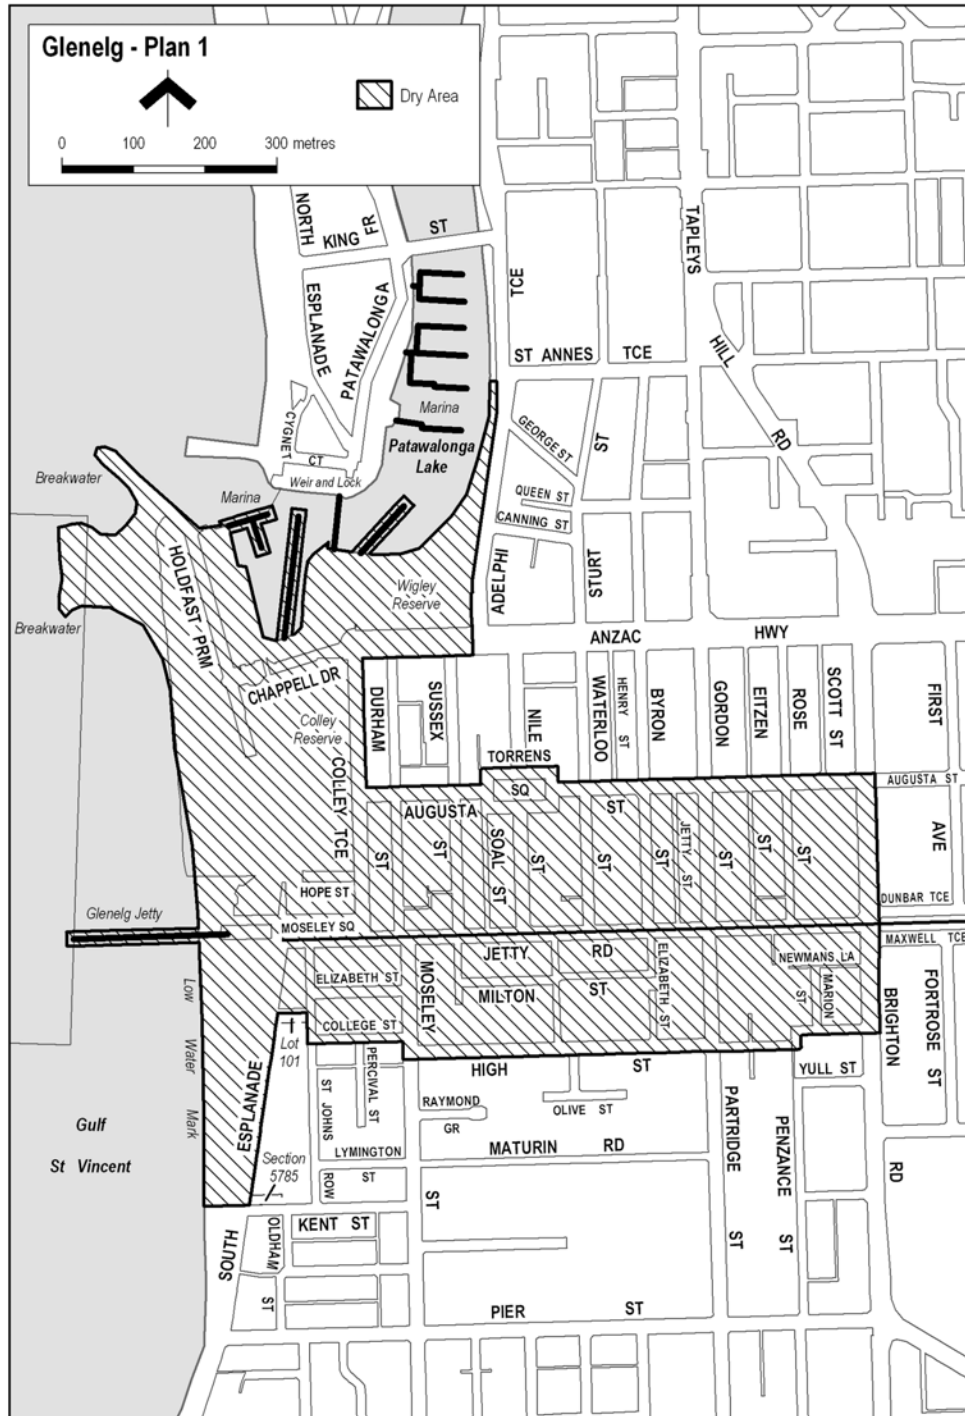 Glenelg - Plan 1
Dry Area
0 100 200 300 metres
NORTH
KING
FR
ST
TCE
TAPLEYS
ESPLANADE
PATAWALONGA
ST ANNES TCE
HILL
RD
Marina
Patawalonga
Lake
CYGNET
CT
Weir and Lock
GEORGE ST
ST
QUEEN ST
CANNING ST
Breakwater
Marina
HOLDFAST PRM
Wigley
Reserve
ADELPHI
STURT
Breakwater
ANZAC HWY
CHAPPELL DR
Colley
Reserve
DURHAM
SUSSEX
NILE
WATERLOO
HENRY ST
BYRON
GORDON
EITZEN
ROSE
SCOTT ST
FIRST
TORRENS
SQ
AUGUSTA ST
AUGUSTA
ST
COLLEY TCE
ST
ST
SOAL ST
ST
ST
ST
JETTY ST
ST
ST
ST
AVE
HOPE ST
DUNBAR TCE
Glenelg Jetty
MOSELEY SQ
JETTY RD
MAXWELL TCE
ELIZABETH ST
MOSELEY
MILTON ST
ELIZABETH ST
NEWMANS LA
ST
MARION
COLLEGE ST
BRIGHTON
FORTROSE ST
Low
Water
Mark
Lot
101
ESPLANADE
PERCIVAL ST
ST JOHNS
ROW
HIGH ST
YULL ST
RAYMOND
GR
OLIVE ST
PARTRIDGE
PENZANCE
Gulf
St Vincent
LYMINGTON
ST
MATURIN RD
Section
5785
ST
RD
SOUTH
OLDHAM
ST
KENT ST
ST
ST
PIER ST